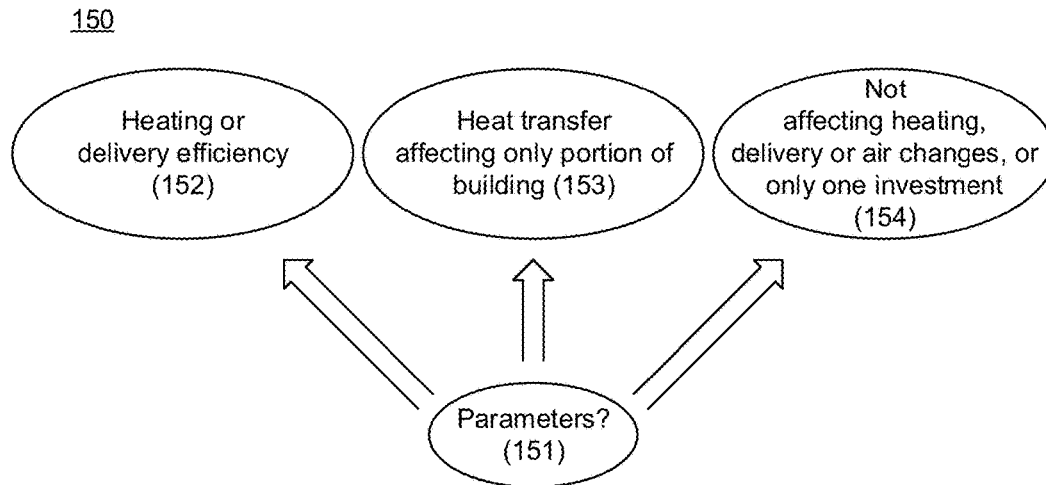 150
Heating or
delivery efficiency
(152)
Heat transfer
affecting only portion of
building (153)
Not
affecting heating,
delivery or air changes, or
only one investment
(154)
Parameters?
(151)